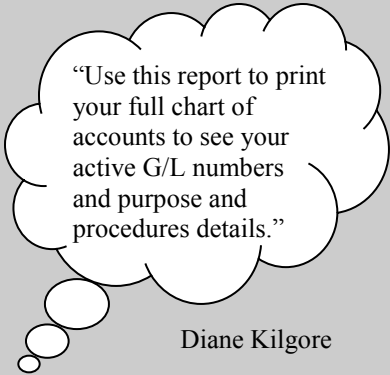 “Use this report to print
your full chart of
accounts to see your
active G/L numbers
and purpose and
procedures details.”
Diane Kilgore